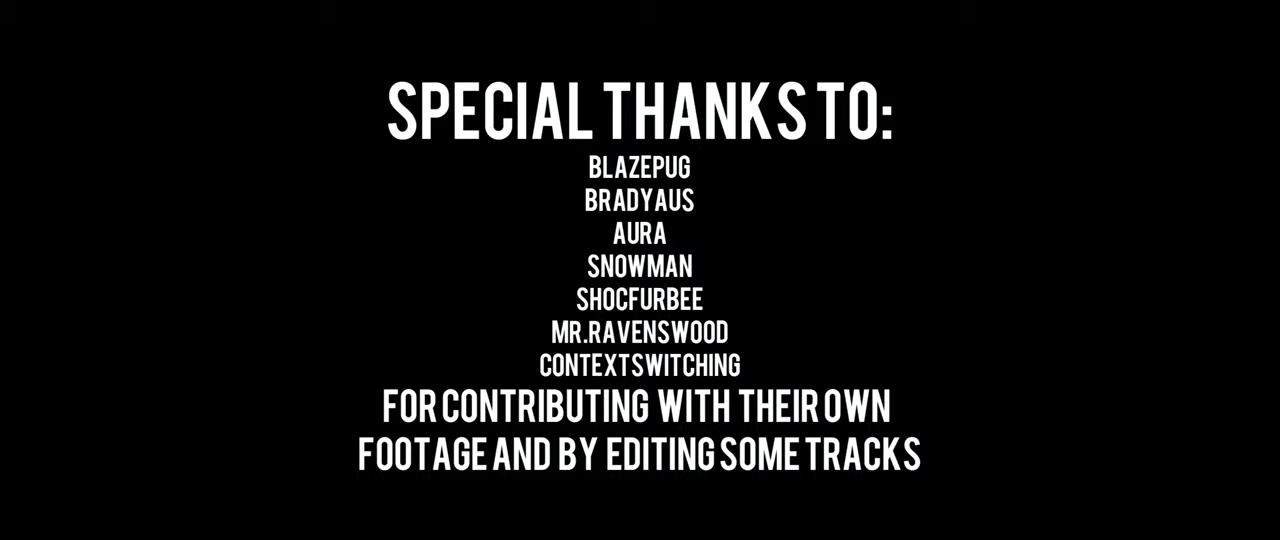 SPECIAL THANKS TO:
BLAZEPUG
BRADYAUS
AURA
SNOWMAN
SHOCFURBEE
MR.RAVENSWOOD
CONTEXTSWITCHING
FOR CONTRIBUTING WITH THEIR OWN
FOOTAGE AND BY EDITING SOME TRACKS